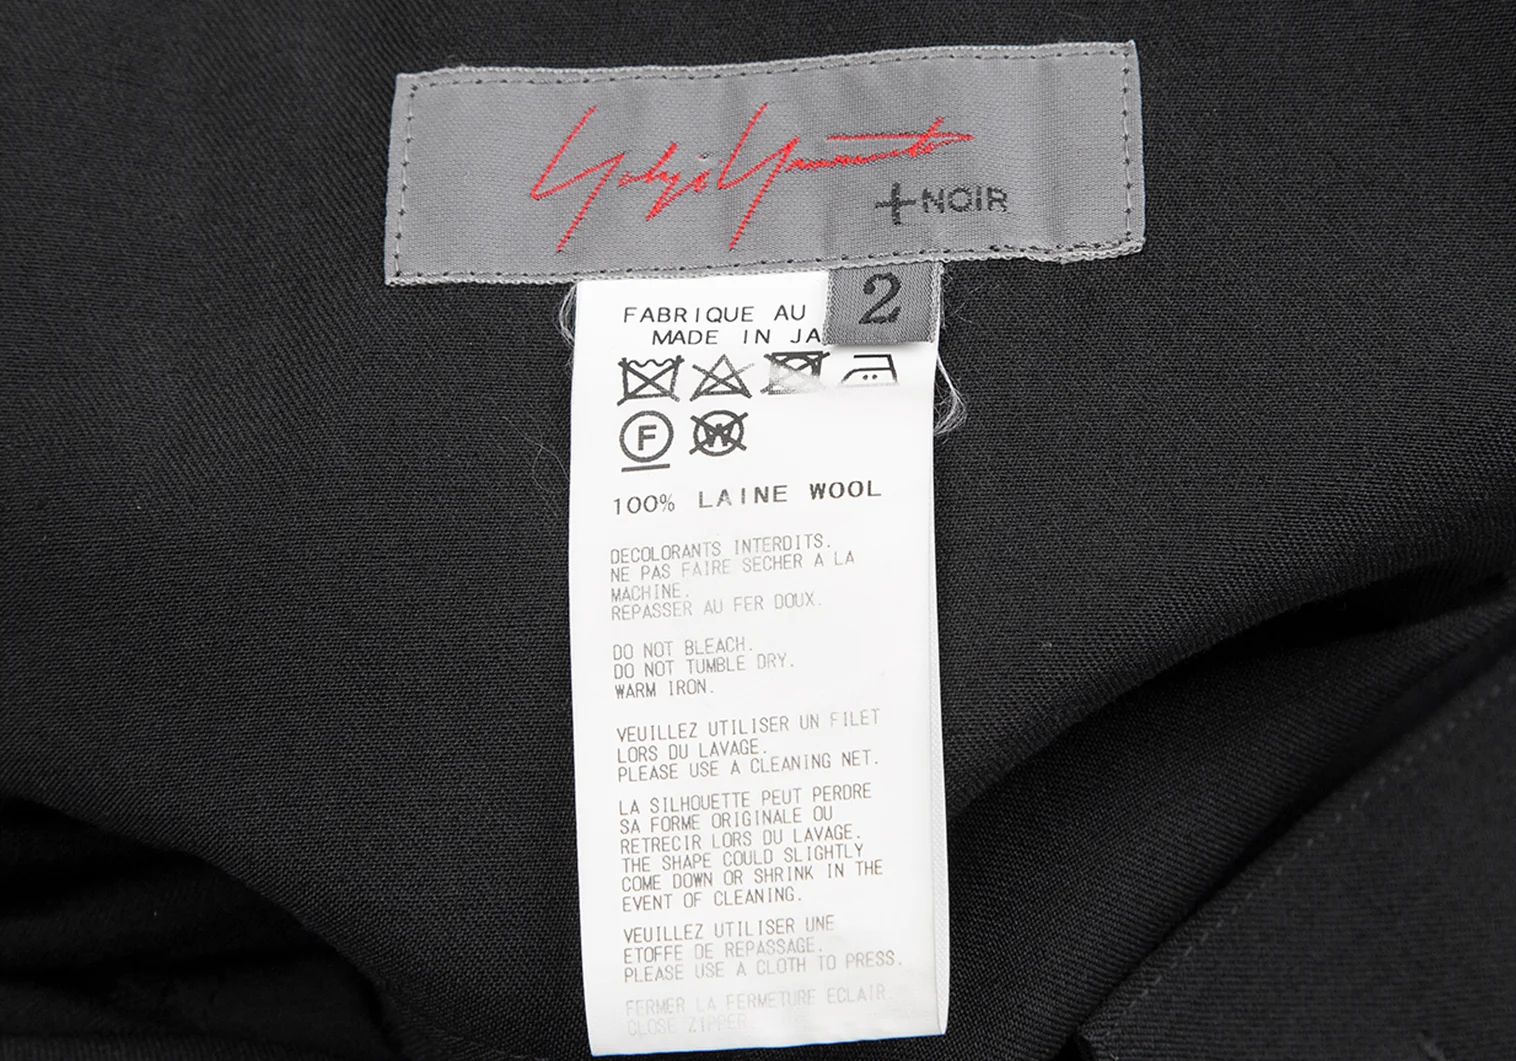 Yohji Yamamoto
+NOIR
2
FABRIQUE AU
MADE IN JA
F
W
100% LAINE WOOL
DECOLORANTS INTERDITS.
NE PAS FAIRE SECHER A LA
MACHINE.
REPASSER AU FER DOUX.
DO NOT BLEACH.
DO NOT TUMBLE DRY.
WARM IRON.
VEUILLEZ UTILISER UN FILET
LORS DU LAVAGE.
PLEASE USE A CLEANING NET.
LA SILHOUETTE PEUT PERDRE
SA FORME ORIGINALE OU
RETRECIR LORS DU LAVAGE.
THE SHAPE COULD SLIGHTLY
COME DOWN OR SHRINK IN THE
EVENT OF CLEANING.
VEUILLEZ UTILISER UNE
ETOFFE DE REPASSAGE.
PLEASE USE A CLOTH TO PRESS.
FERMER LA FERMETURE ECLAIR.
CLOSE ZIPPER